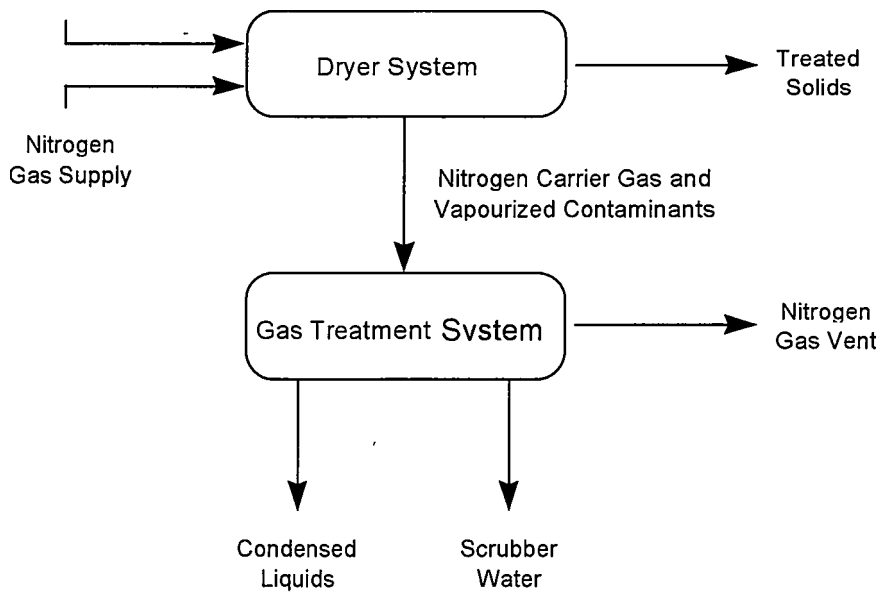 Dryer System
Treated
Solids
Nitrogen
Gas Supply
Nitrogen Carrier Gas and
Vapourized Contaminants
Gas Treatment System
Nitrogen
Gas Vent
Condensed
Liquids
Scrubber
Water